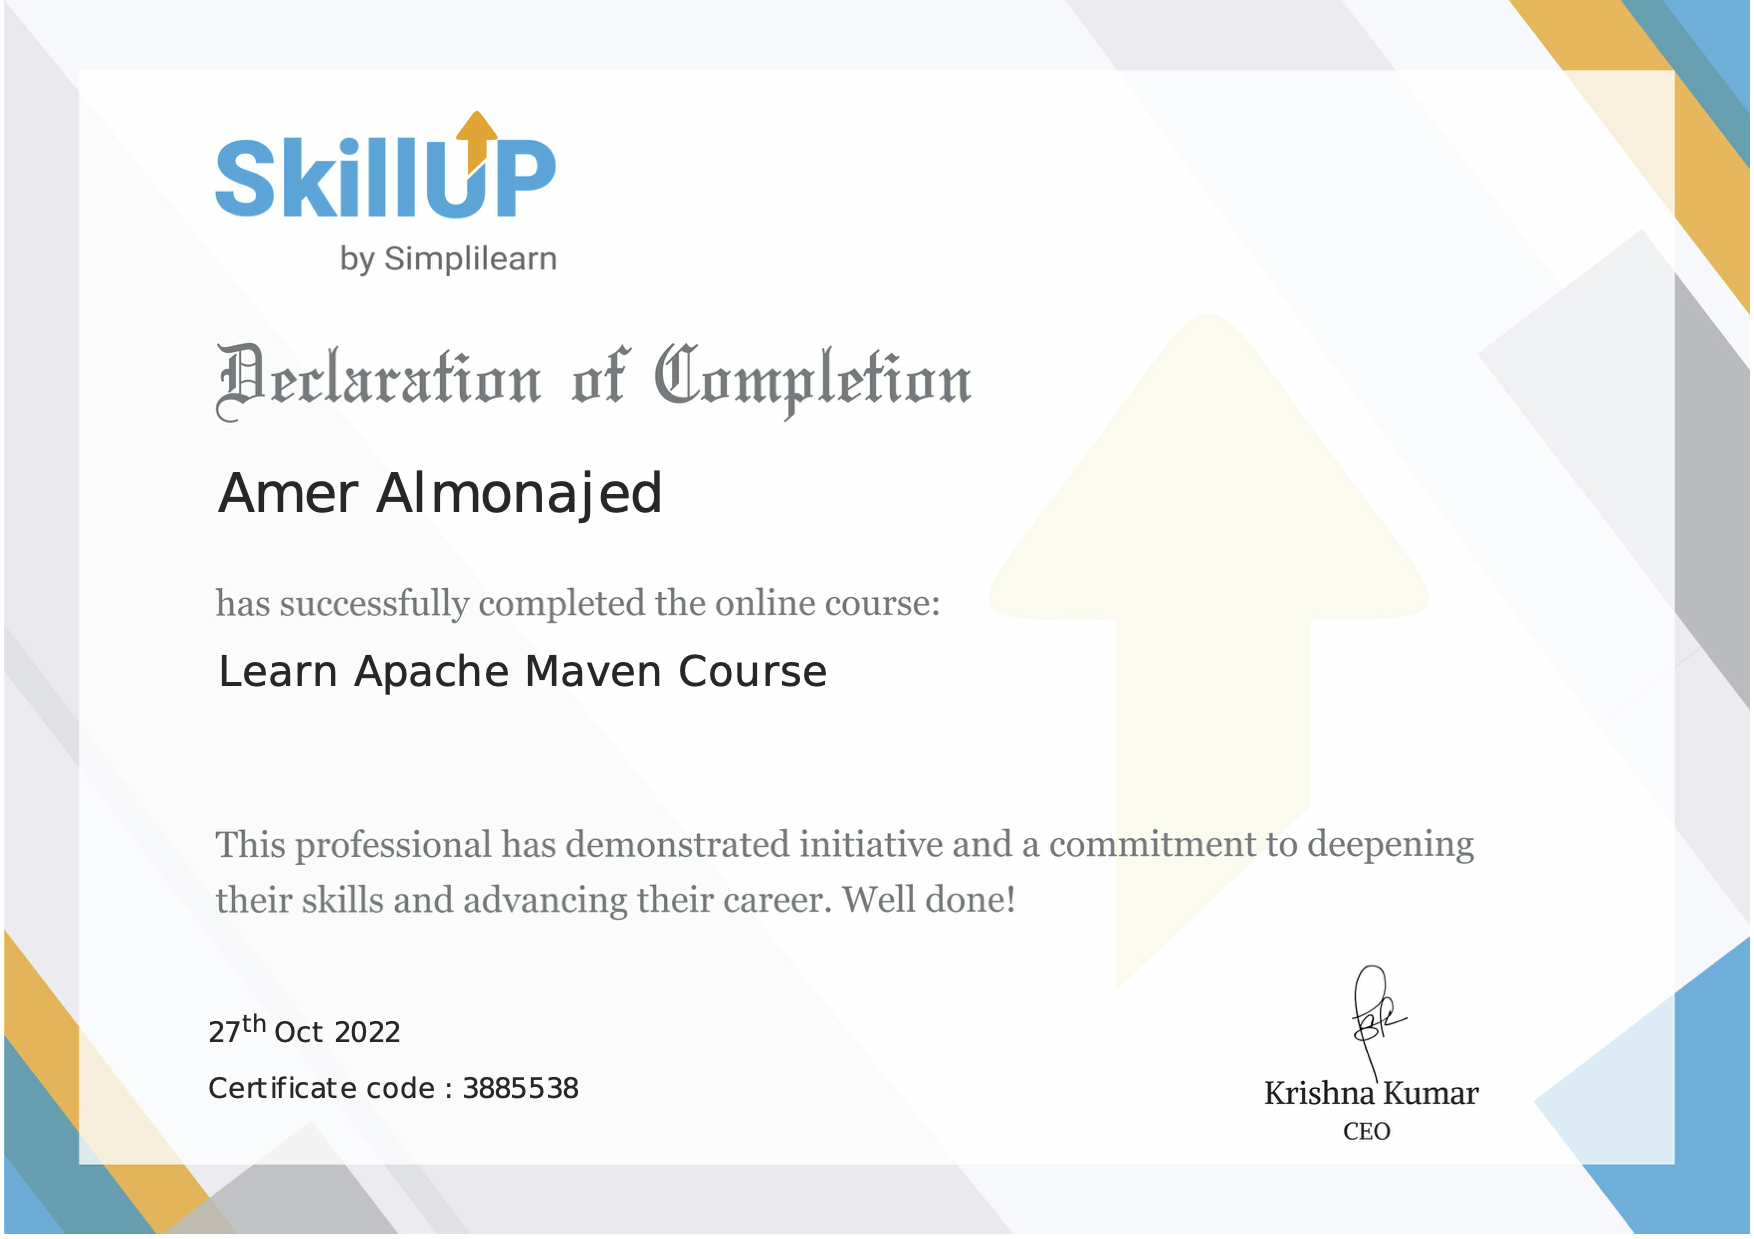 SkillUP
by Simplilearn
Declaration of Completion
Amer Almonajed
has successfully completed the online course:
Learn Apache Maven Course
This professional has demonstrated initiative and a commitment to deepening
their skills and advancing their career. Well done!
27th Oct 2022
Certificate code : 3885538
Krishna Kumar
CEO